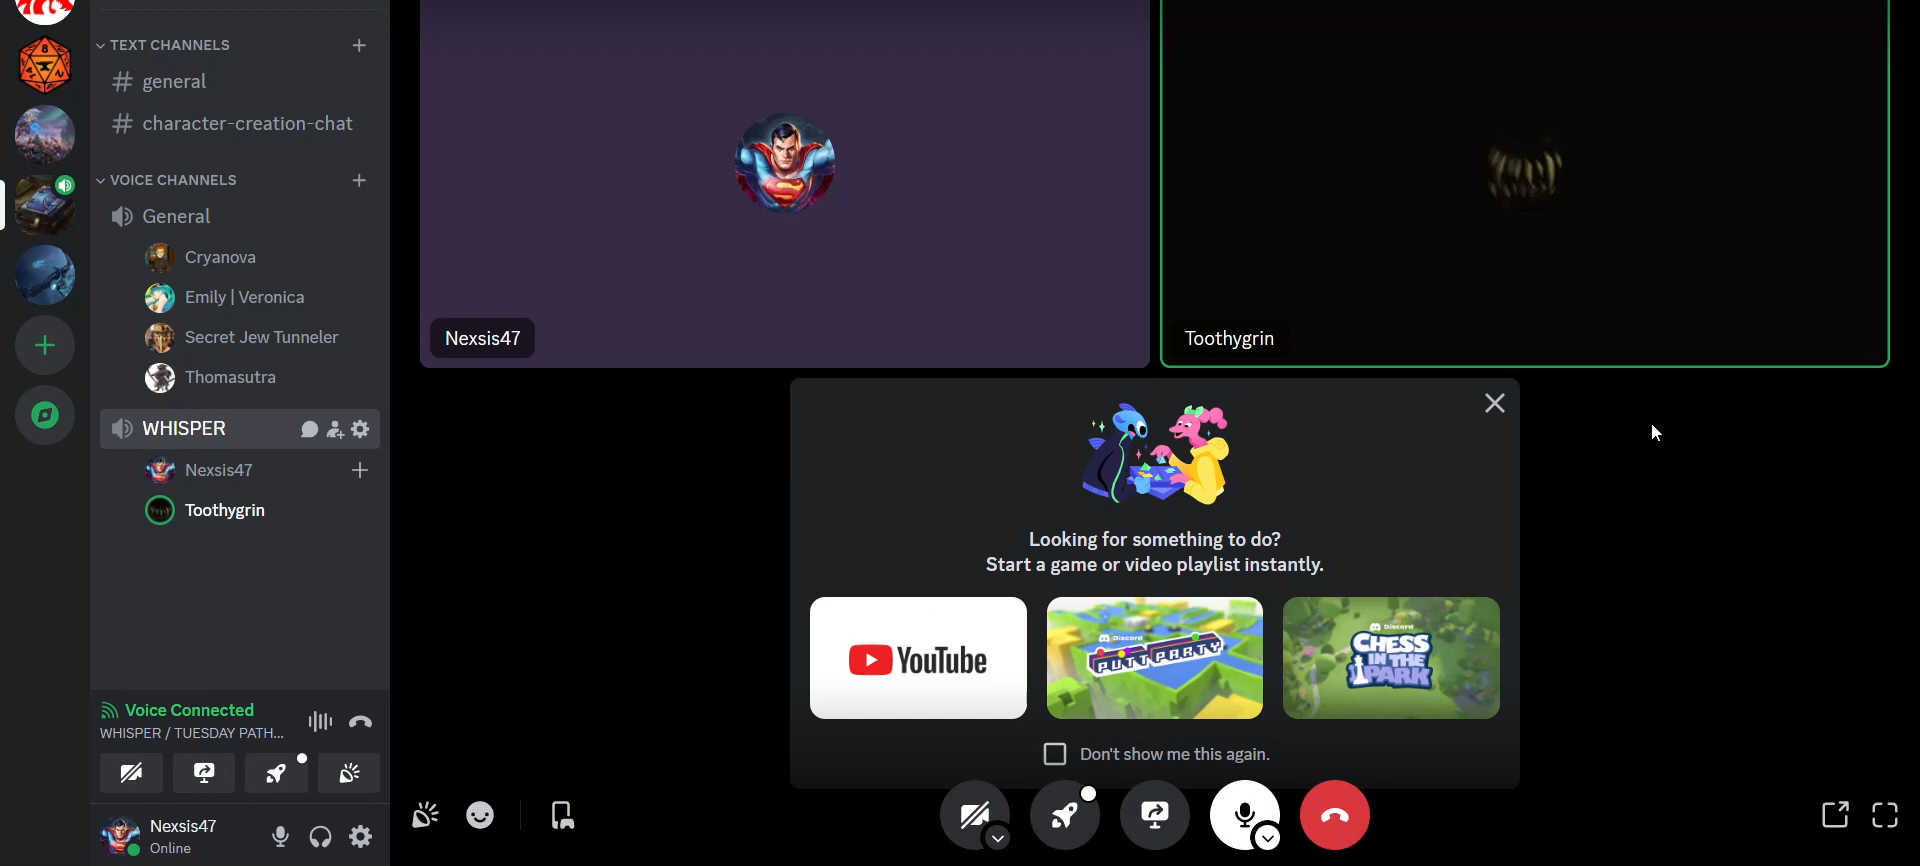 TEXT CHANNELS
general
character-creation-chat
VOICE CHANNELS
General
Cryanova
Emily | Veronica
Secret Jew Tunneler
Thomasutra
WHISPER
Nexsis47
Toothygrin
Voice Connected
WHISPER / TUESDAY PATH...
Nexsis47
Online
Nexsis47
Toothygrin
Looking for something to do?
Start a game or video playlist instantly.
YouTube
Discord
PUTT PARTY
Discord
CHESS
IN THE
PARK
Don't show me this again.